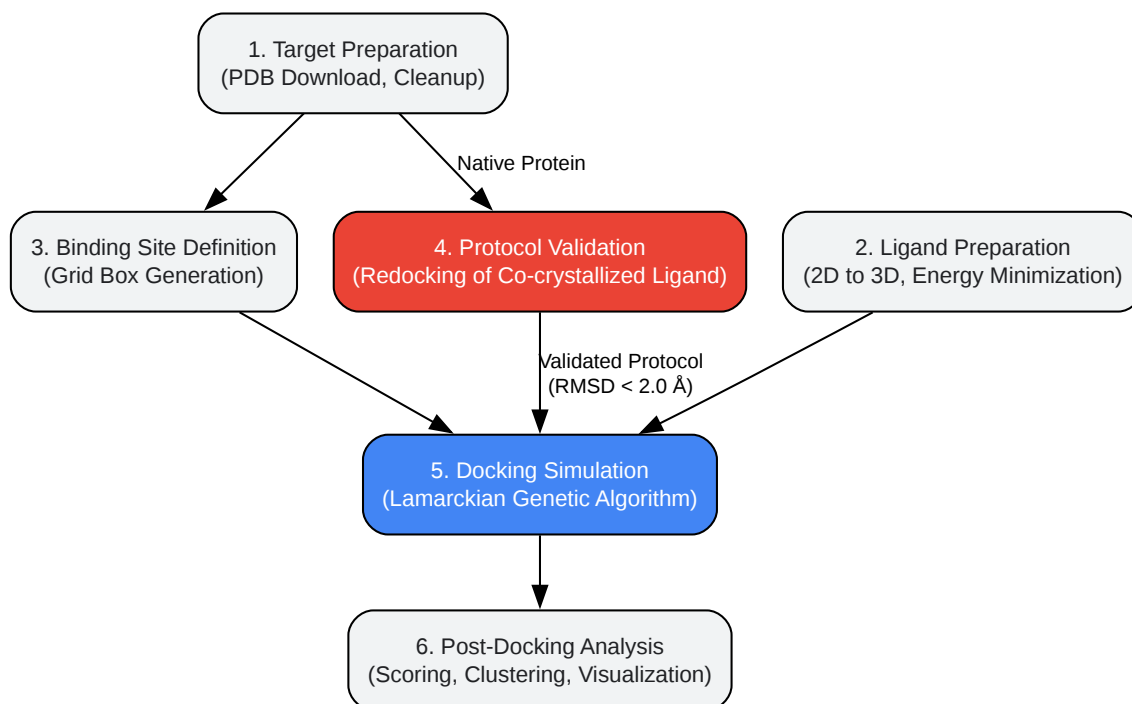 1. Target Preparation
(PDB Download, Cleanup)
Native Protein
3. Binding Site Definition
(Grid Box Generation)
4. Protocol Validation
(Redocking of Co-crystallized Ligand)
2. Ligand Preparation
(2D to 3D, Energy Minimization)
Validated Protocol
(RMSD < 2.0 Å)
5. Docking Simulation
(Lamarckian Genetic Algorithm)
6. Post-Docking Analysis
(Scoring, Clustering, Visualization)